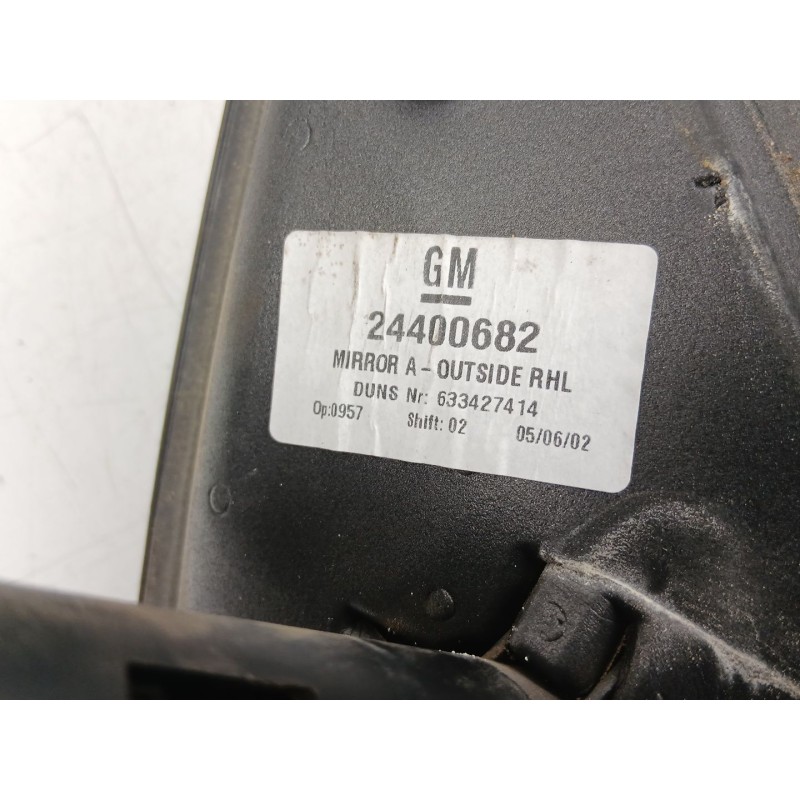 GM
24400682
MIRROR A - OUTSIDE RHL
DUNS Nr: 633427414
Op:0957 Shift: 02 05/06/02